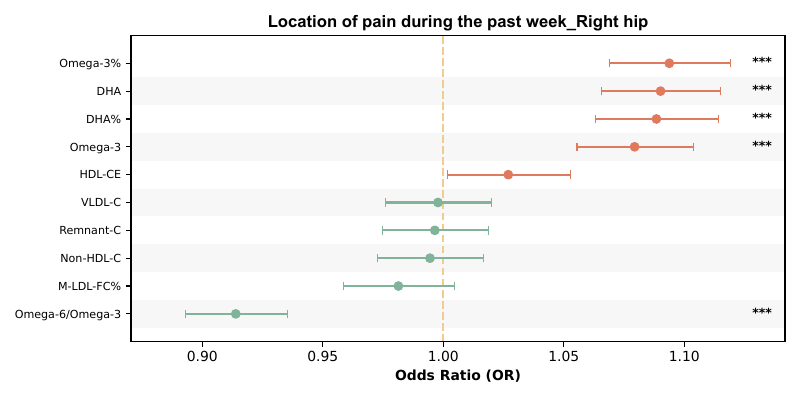 Location of pain during the past week_Right hip
Omega-3% ***
DHA ***
DHA% ***
Omega-3 ***
HDL-CE
VLDL-C
Remnant-C
Non-HDL-C
M-LDL-FC%
Omega-6/Omega-3 ***
0.90 0.95 1.00 1.05 1.10
Odds Ratio (OR)